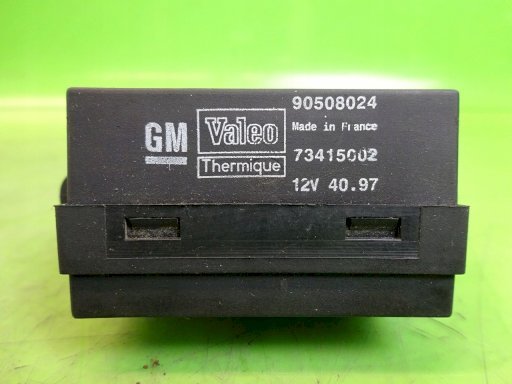 GM
Valeo
Thermique
90508024
Made in France
73415002
12V 40.97